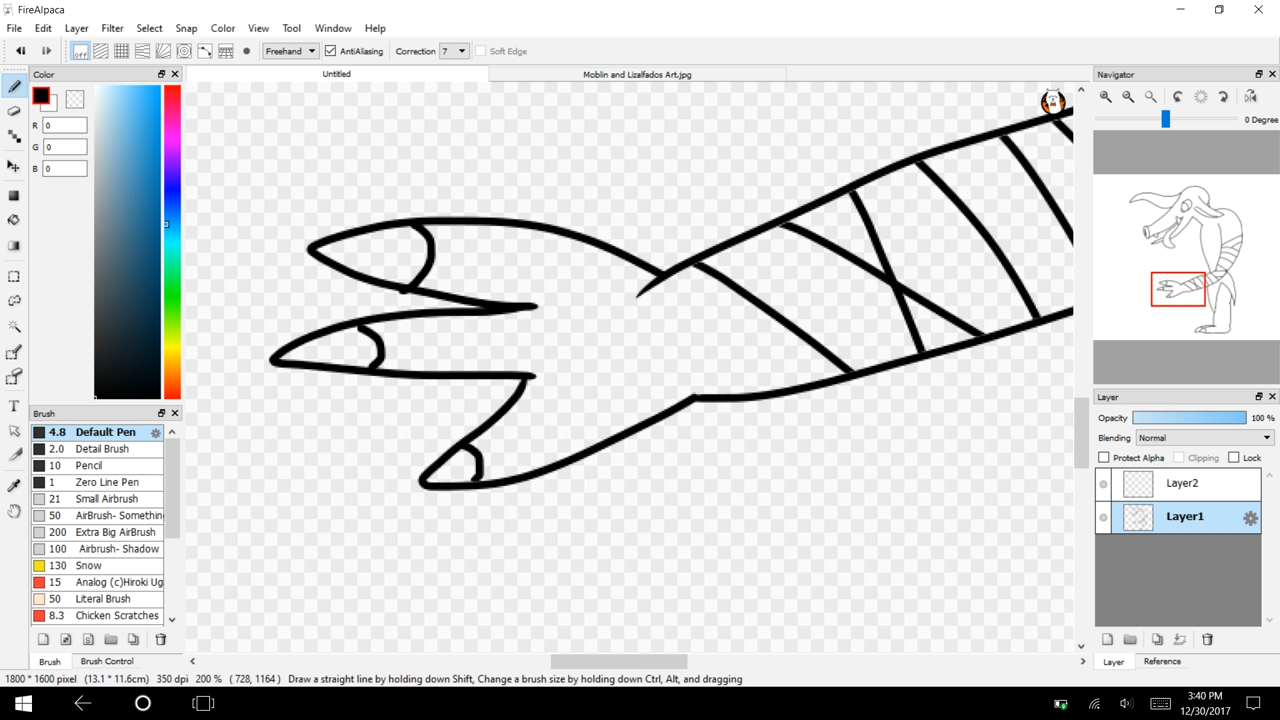 FireAlpaca
File Edit Layer Filter Select Snap Color View Tool Window Help
off Freehand AntiAliasing Correction 7 Soft Edge
Color Untitled Moblin and Lizalfados Art.jpg Navigator
R 0
G 0
B 0
0 Degree
Brush
4.8 Default Pen
2.0 Detail Brush
10 Pencil
1 Zero Line Pen
21 Small Airbrush
50 AirBrush- Somethin
200 Extra Big AirBrush
100 Airbrush- Shadow
130 Snow
15 Analog (c)Hiroki Ug
50 Literal Brush
8.3 Chicken Scratches
Brush Brush Control
Layer
Opacity 100 %
Blending Normal
Protect Alpha Clipping Lock
Layer2
Layer1
Layer Reference
1800 * 1600 pixel (13.1 * 11.6cm) 350 dpi 200 % ( 728, 1164 ) Draw a straight line by holding down Shift, Change a brush size by holding down Ctrl, Alt, and dragging
3:40 PM
12/30/2017